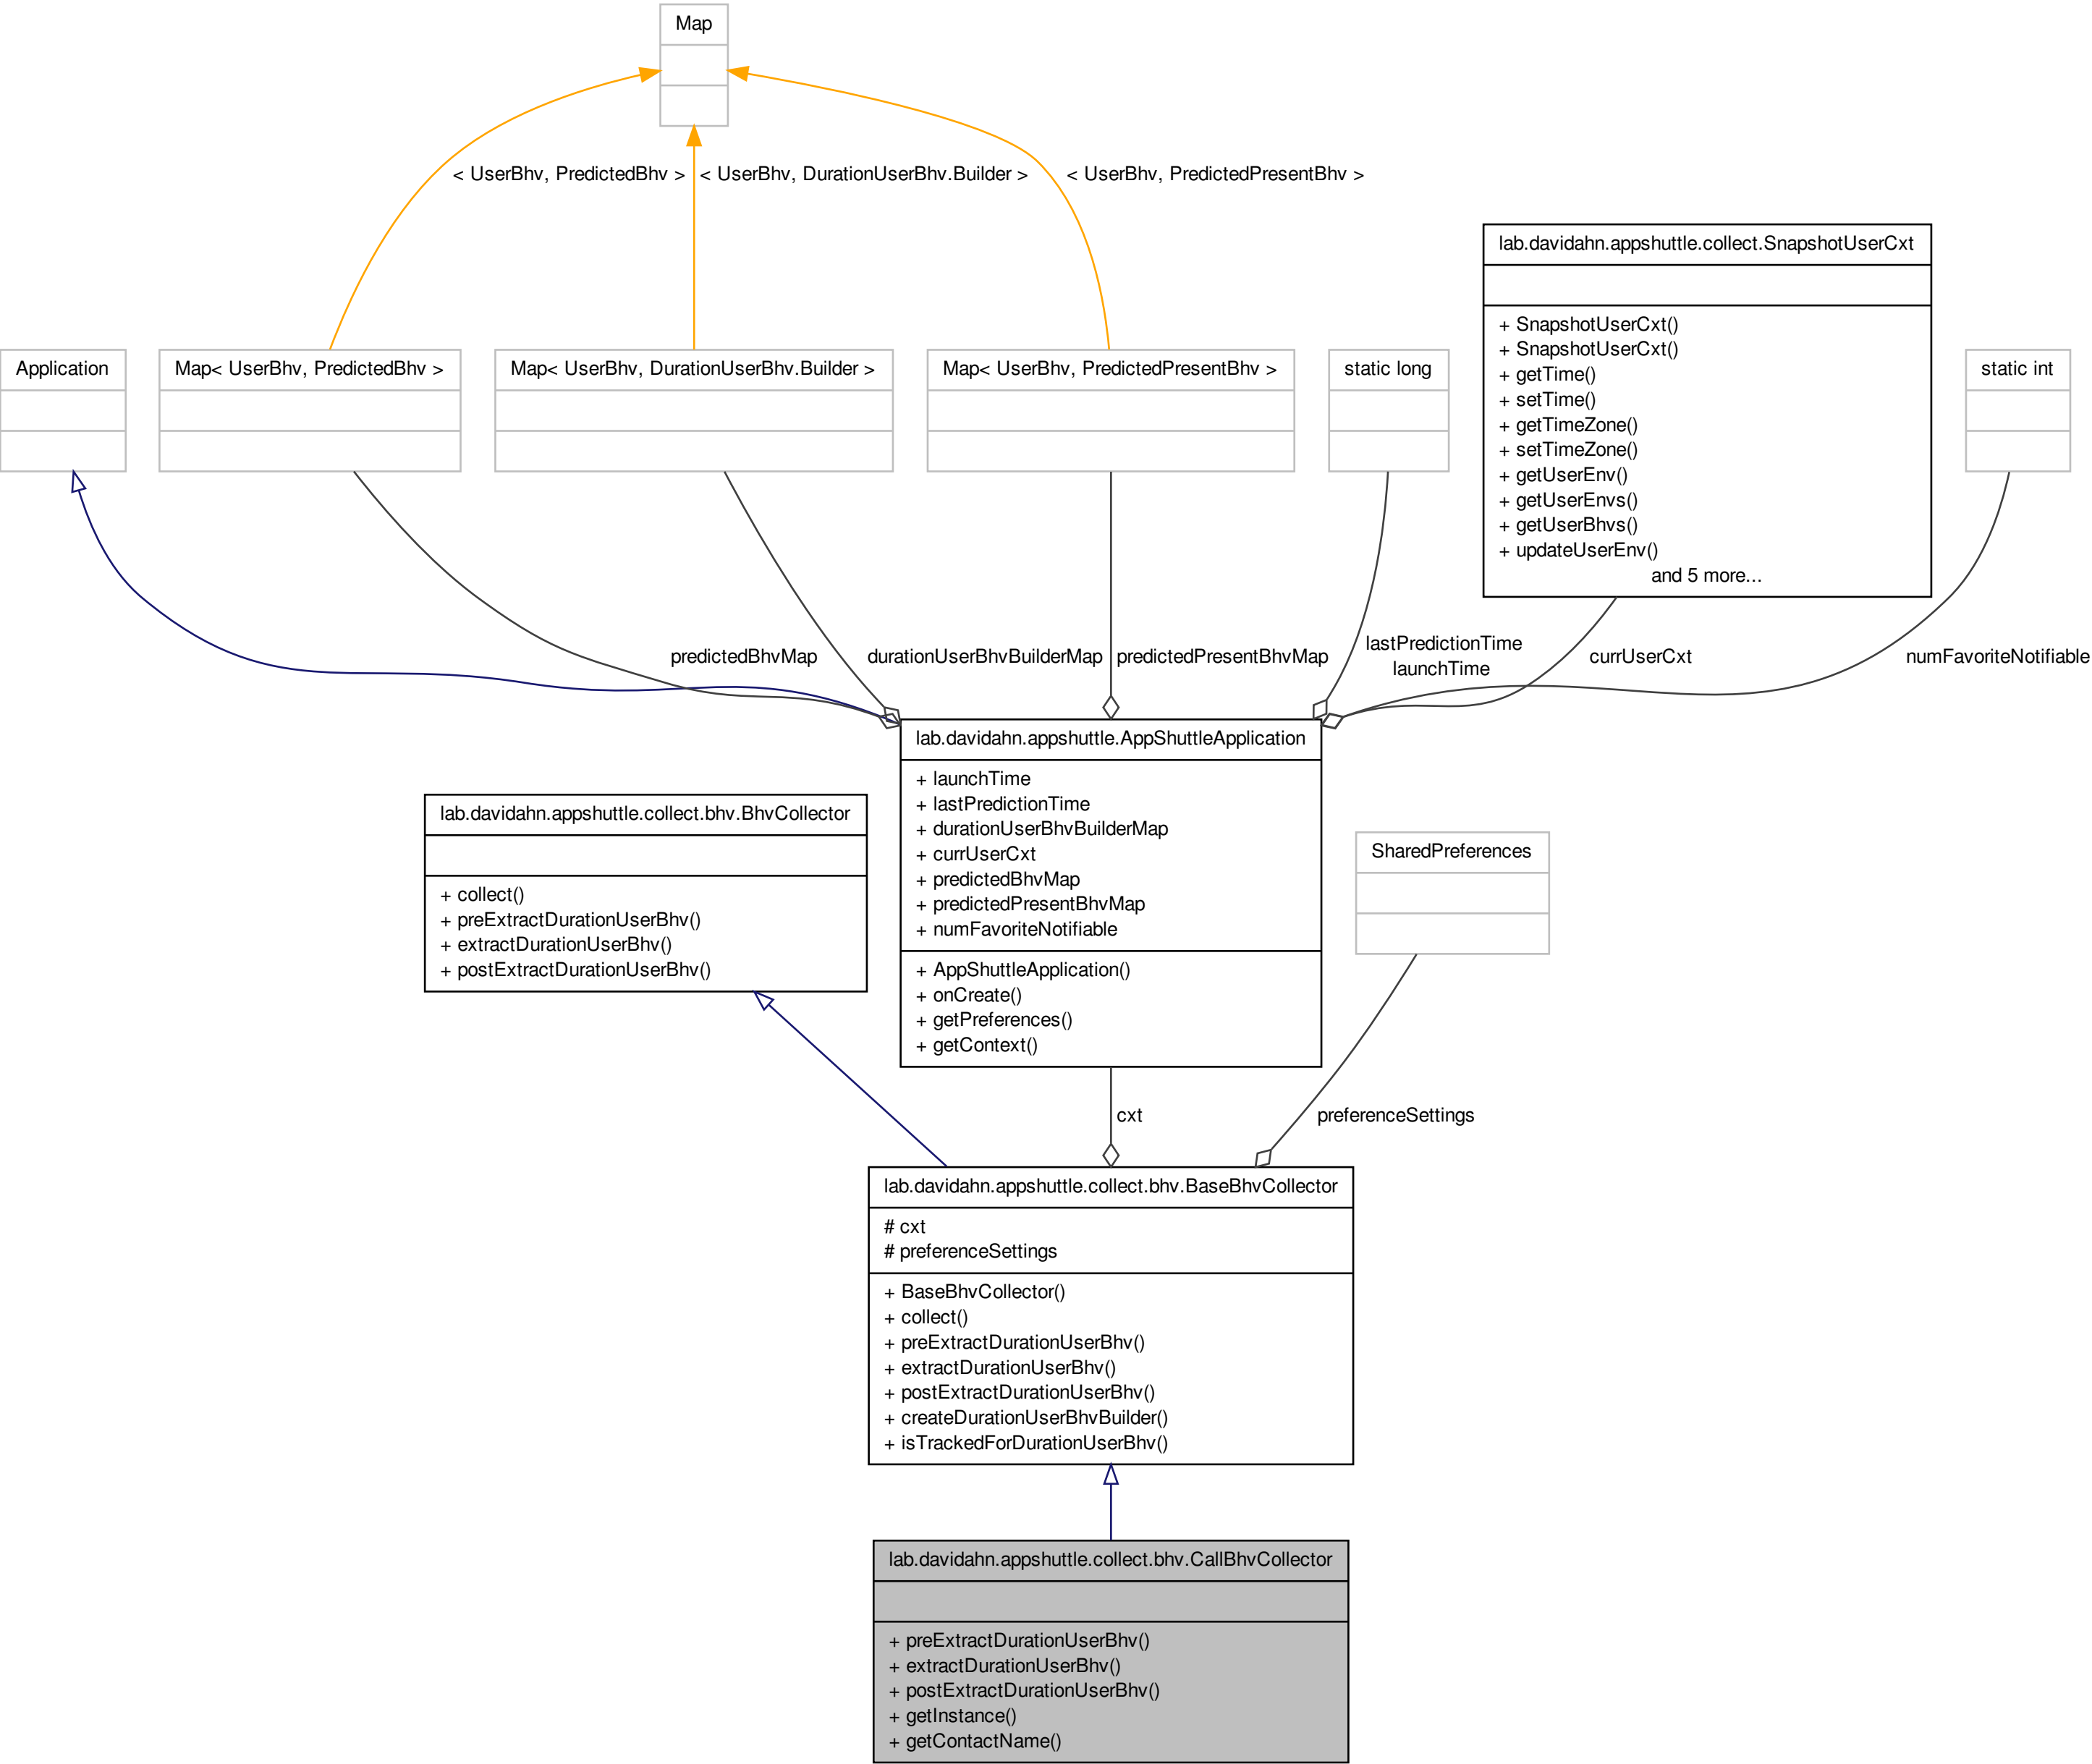 Map
< UserBhv, PredictedBhv >
< UserBhv, DurationUserBhv.Builder >
< UserBhv, PredictedPresentBhv >
lab.davidahn.appshuttle.collect.SnapshotUserCxt
+ SnapshotUserCxt()
+ SnapshotUserCxt()
+ getTime()
+ setTime()
+ getTimeZone()
+ setTimeZone()
+ getUserEnv()
+ getUserEnvs()
+ getUserBhvs()
+ updateUserEnv()
and 5 more...
Application
Map< UserBhv, PredictedBhv >
Map< UserBhv, DurationUserBhv.Builder >
Map< UserBhv, PredictedPresentBhv >
static long
static int
predictedBhvMap
durationUserBhvBuilderMap
predictedPresentBhvMap
lastPredictionTime
launchTime
currUserCxt
numFavoriteNotifiable
lab.davidahn.appshuttle.AppShuttleApplication
+ launchTime
+ lastPredictionTime
+ durationUserBhvBuilderMap
+ currUserCxt
+ predictedBhvMap
+ predictedPresentBhvMap
+ numFavoriteNotifiable
+ AppShuttleApplication()
+ onCreate()
+ getPreferences()
+ getContext()
lab.davidahn.appshuttle.collect.bhv.BhvCollector
+ collect()
+ preExtractDurationUserBhv()
+ extractDurationUserBhv()
+ postExtractDurationUserBhv()
SharedPreferences
cxt
preferenceSettings
lab.davidahn.appshuttle.collect.bhv.BaseBhvCollector
# cxt
# preferenceSettings
+ BaseBhvCollector()
+ collect()
+ preExtractDurationUserBhv()
+ extractDurationUserBhv()
+ postExtractDurationUserBhv()
+ createDurationUserBhvBuilder()
+ isTrackedForDurationUserBhv()
lab.davidahn.appshuttle.collect.bhv.CallBhvCollector
+ preExtractDurationUserBhv()
+ extractDurationUserBhv()
+ postExtractDurationUserBhv()
+ getInstance()
+ getContactName()